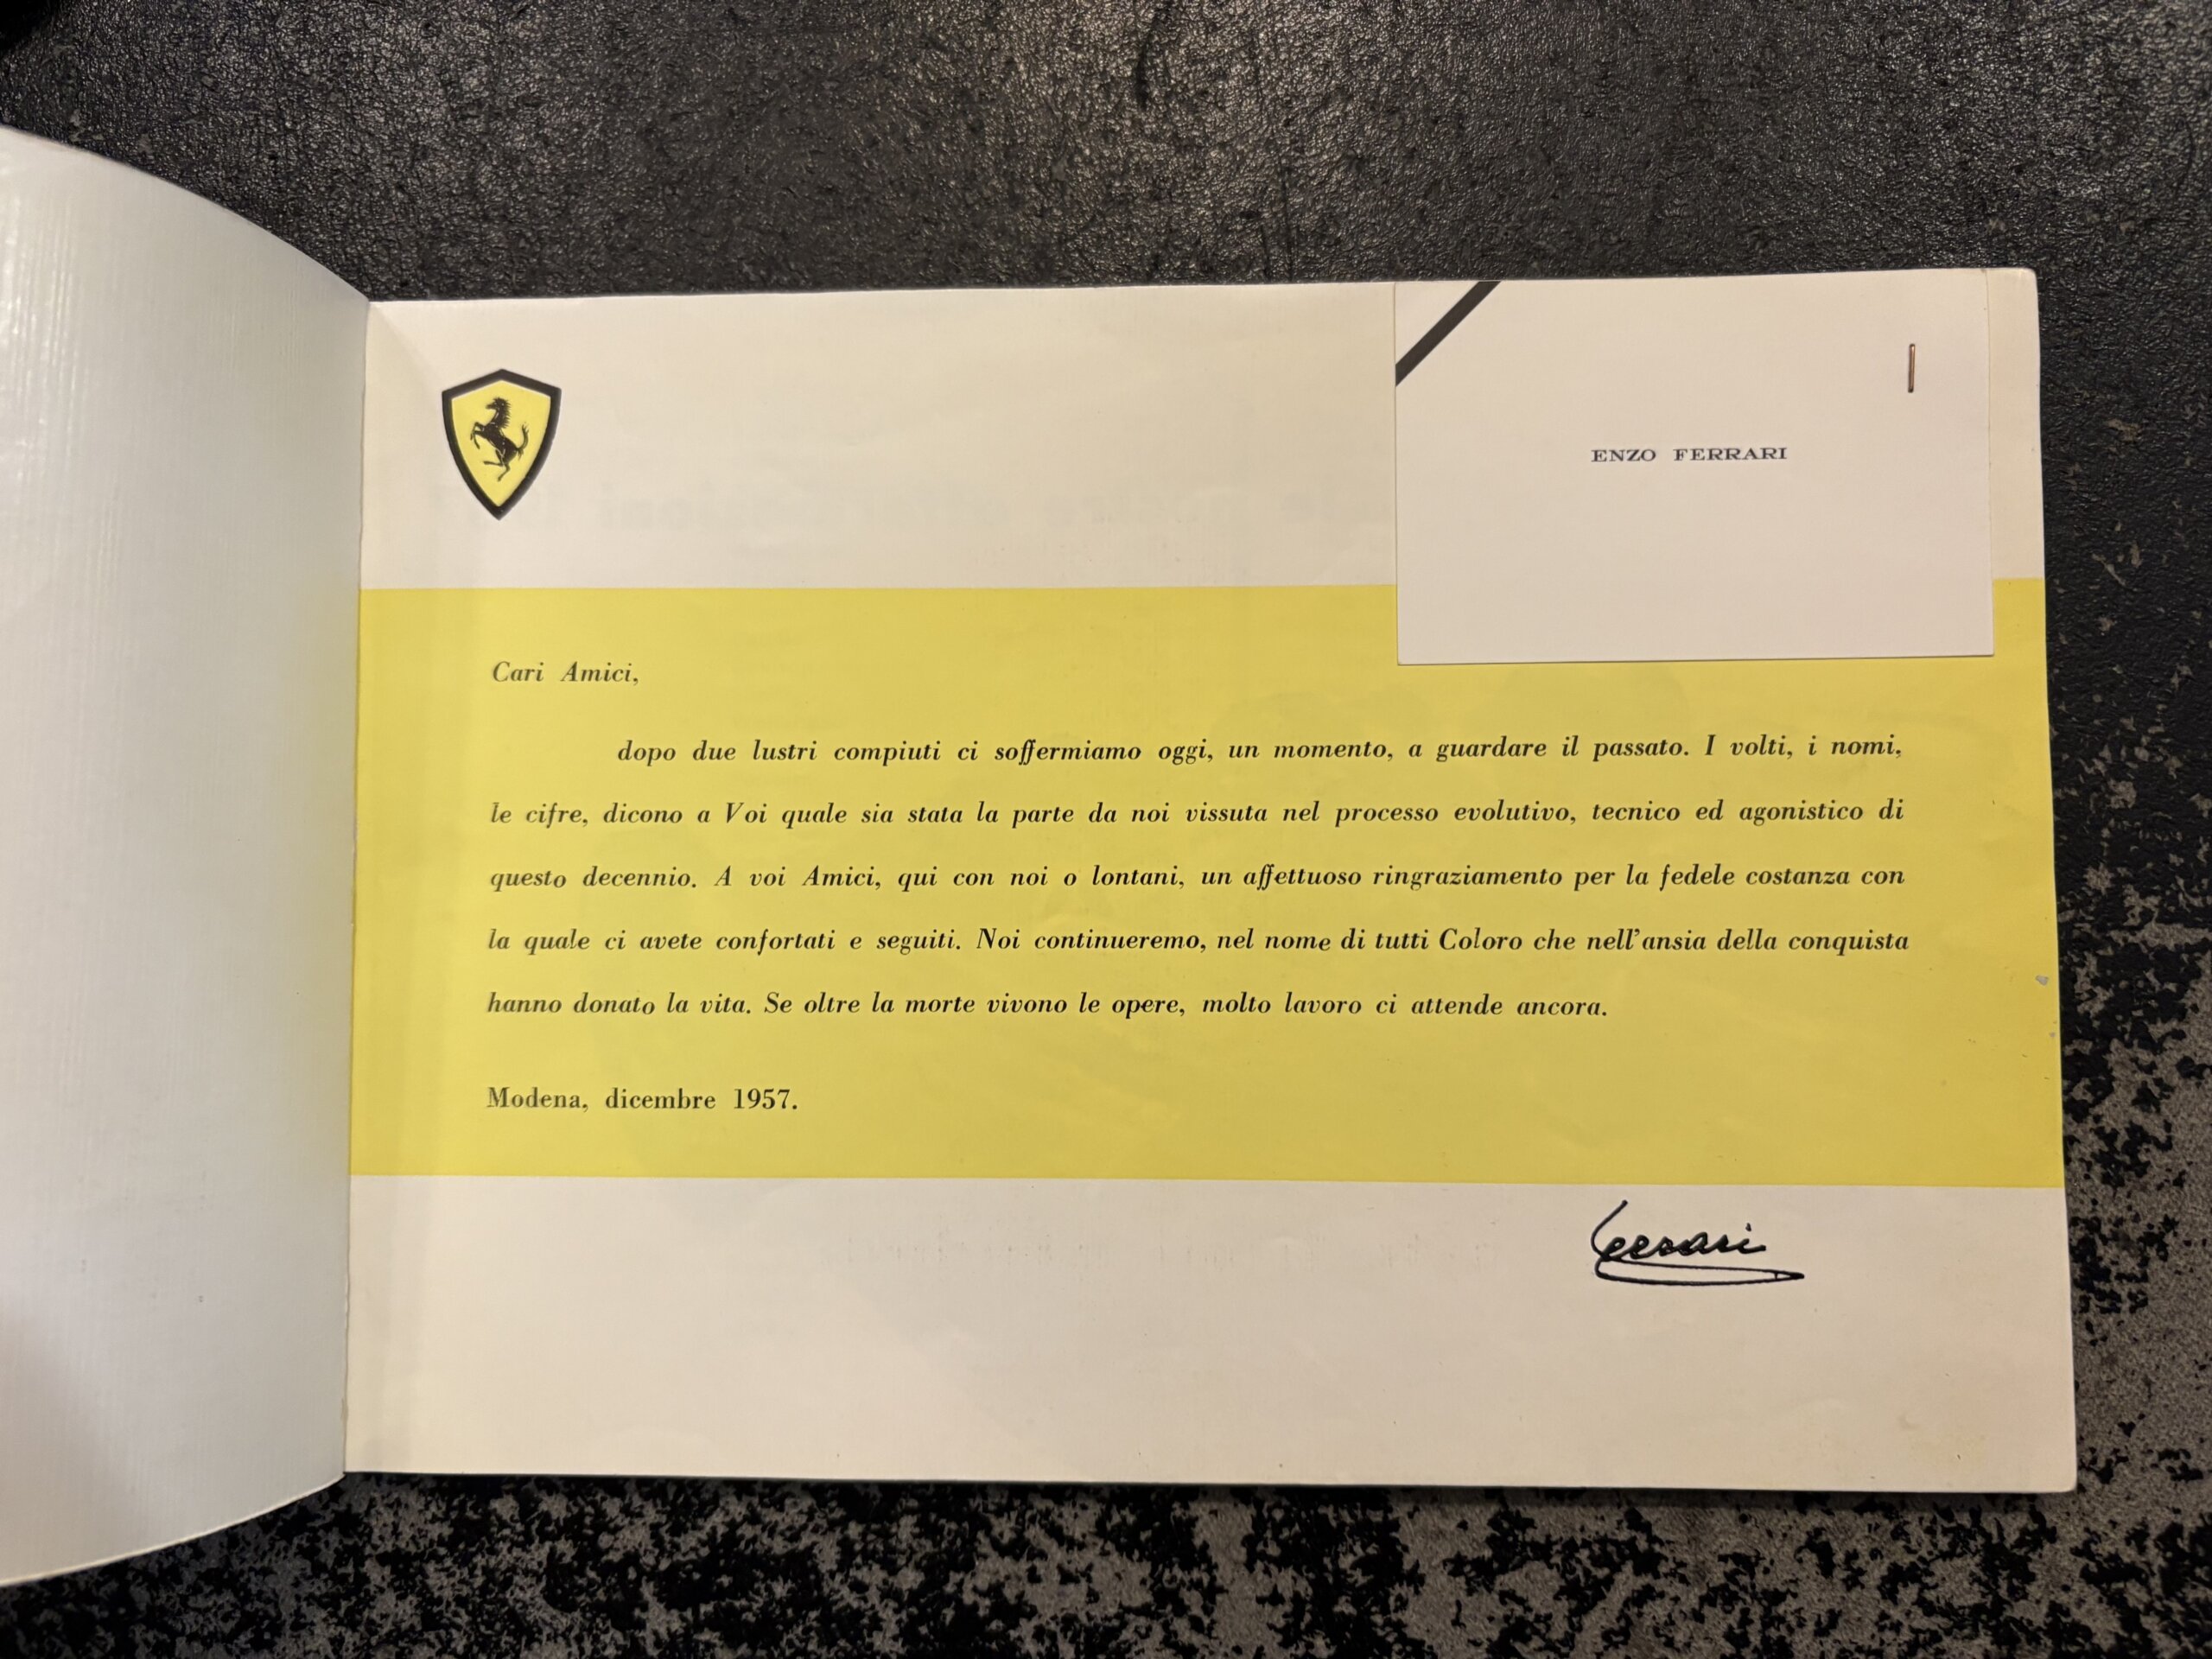 ENZO FERRARI
Cari Amici,
dopo due lustri compiuti ci soffermiamo oggi, un momento, a guardare il passato. I volti, i nomi,
le cifre, dicono a Voi quale sia stata la parte da noi vissuta nel processo evolutivo, tecnico ed agonistico di
questo decennio. A voi Amici, qui con noi o lontani, un affettuoso ringraziamento per la fedele costanza con
la quale ci avete confortati e seguiti. Noi continueremo, nel nome di tutti Coloro che nell'ansia della conquista
hanno donato la vita. Se oltre la morte vivono le opere, molto lavoro ci attende ancora.
Modena, dicembre 1957.
Ferrari